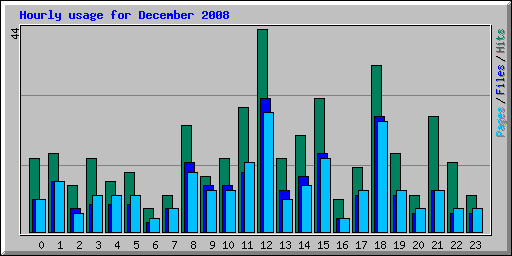 Hourly usage for December 2008
44
Pages / Files / Hits
0 1 2 3 4 5 6 7 8 9 10 11 12 13 14 15 16 17 18 19 20 21 22 23